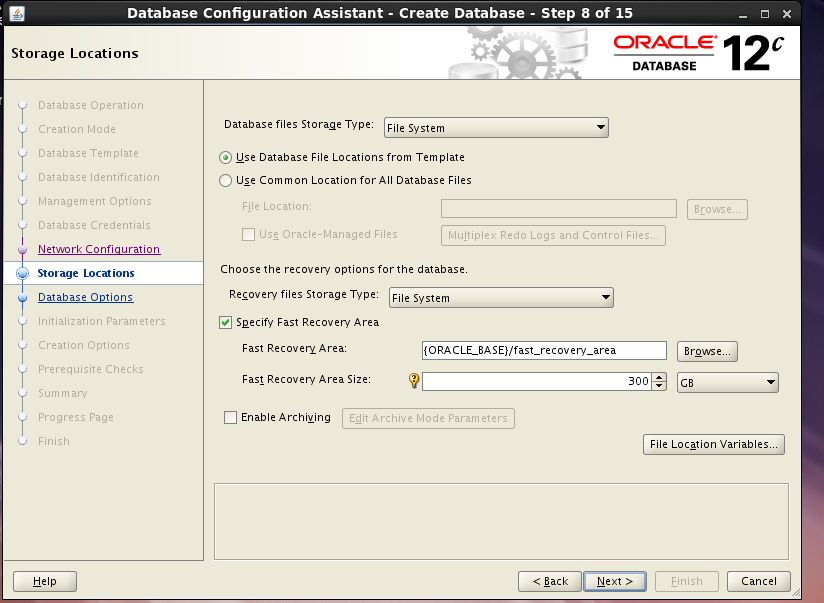 Database Configuration Assistant - Create Database - Step 8 of 15
Storage Locations
ORACLE
DATABASE
12c
Database Operation
Creation Mode
Database Template
Database Identification
Management Options
Database Credentials
Network Configuration
Storage Locations
Database Options
Initialization Parameters
Creation Options
Prerequisite Checks
Summary
Progress Page
Finish
Database files Storage Type: File System
Use Database File Locations from Template
Use Common Location for All Database Files
File Location: Browse...
Use Oracle-Managed Files Multiplex Redo Logs and Control Files...
Choose the recovery options for the database.
Recovery files Storage Type: File System
Specify Fast Recovery Area
Fast Recovery Area: {ORACLE_BASE}/fast_recovery_area Browse...
Fast Recovery Area Size: 300 GB
Enable Archiving Edit Archive Mode Parameters
File Location Variables...
Help < Back Next > Finish Cancel